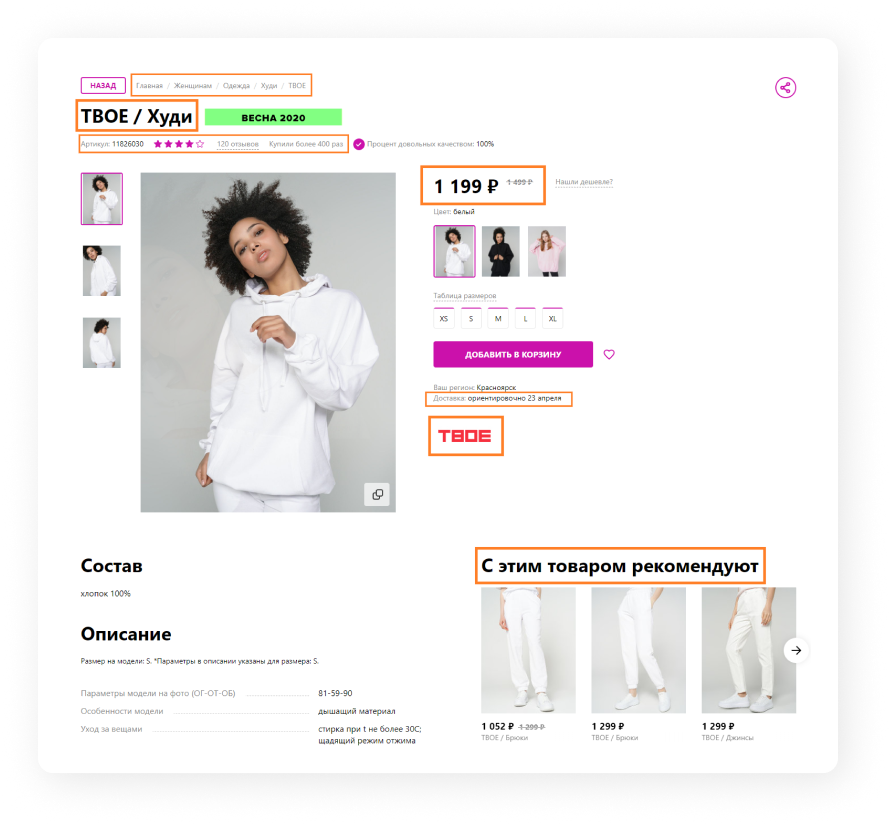 НАЗАД
Главная / Женщинам / Одежда / Худи / ТВОЕ
ТВОЕ / Худи
ВЕСНА 2020
Артикул: 11826030 120 отзывов Купили более 400 раз Процент довольных качеством: 100%
1 199 ₽ 1 499 ₽ Нашли дешевле?
Цвет: белый
Таблица размеров
XS S M L XL
ДОБАВИТЬ В КОРЗИНУ
Ваш регион: Красноярск
Доставка: ориентировочно 23 апреля
ТВОЕ
Состав
хлопок 100%
Описание
Размер на модели: S. *Параметры в описании указаны для размера: S.
Параметры модели на фото (ОГ-ОТ-ОБ) 81-59-90
Особенности модели дышащий материал
Уход за вещами стирка при t не более 30С;
щадящий режим отжима
С этим товаром рекомендуют
1 052 ₽ 1 299 ₽ 1 299 ₽ 1 299 ₽
ТВОЕ / Брюки ТВОЕ / Брюки ТВОЕ / Джинсы